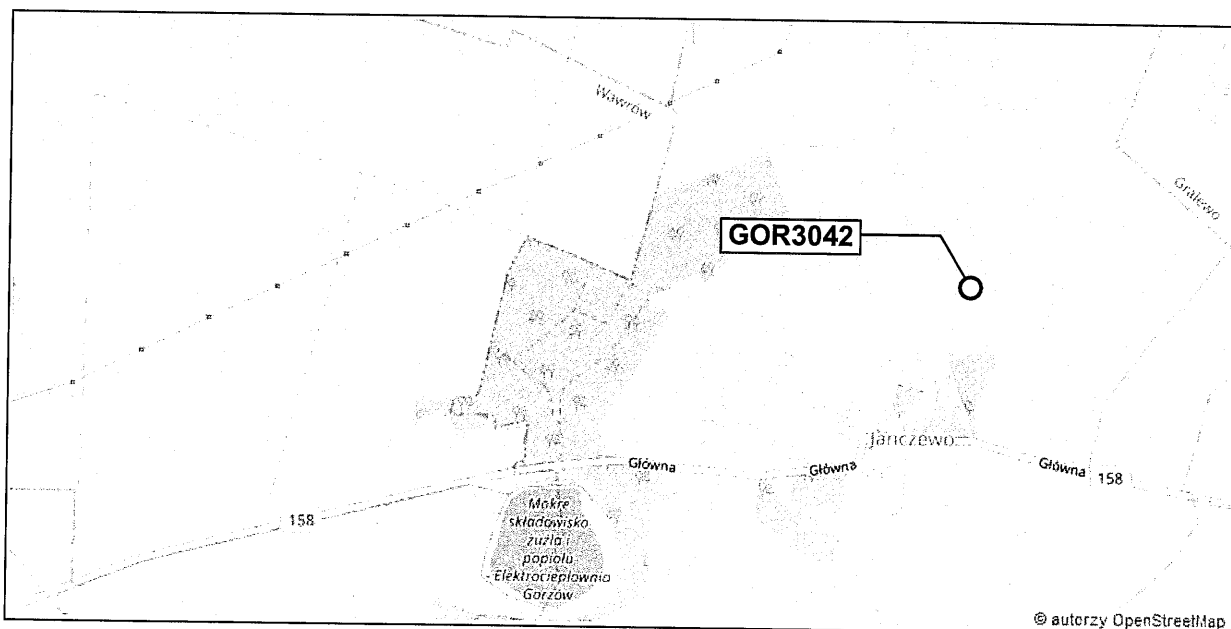 Wawrów
Gralewo
GOR3042
Janczewo
Główna
Główna
Główna
158
158
Mokre
składowisko
żużla i
popiołu
- Elektrociepłownia
Gorzów
© autorzy OpenStreetMap